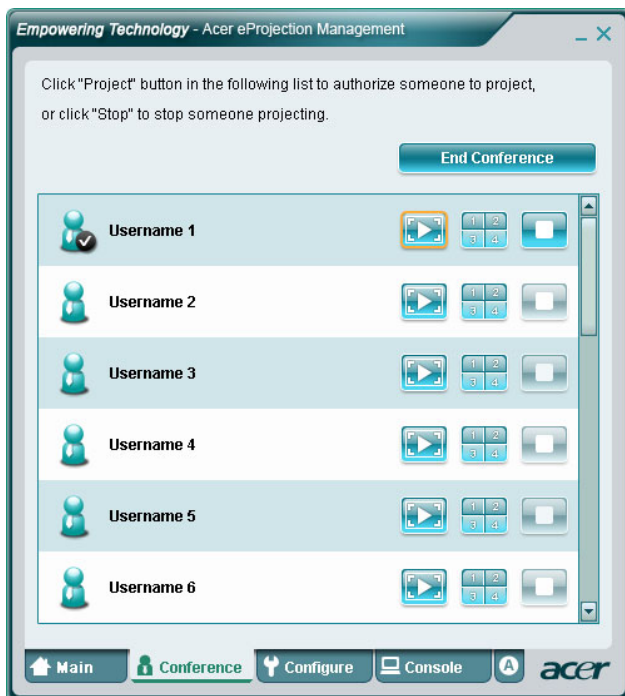 Empowering Technology - Acer eProjection Management
Click "Project" button in the following list to authorize someone to project,
or click "Stop" to stop someone projecting.
End Conference
Username 1
1 2
3 4
Username 2
1 2
3 4
Username 3
1 2
3 4
Username 4
1 2
3 4
Username 5
1 2
3 4
Username 6
1 2
3 4
Main Conference Configure Console A acer